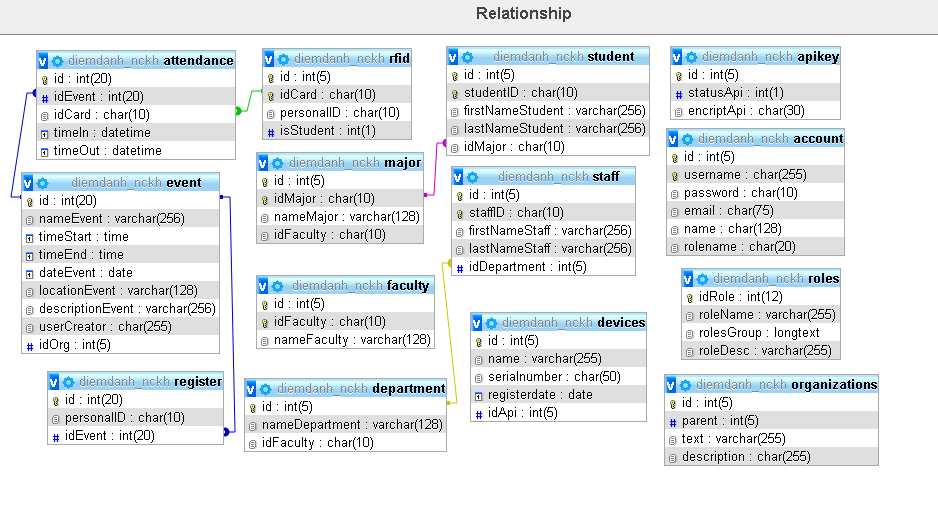 Relationship
diemdanh_nckh attendance
id : int(20)
idEvent : int(20)
idCard : char(10)
timeIn : datetime
timeOut : datetime
diemdanh_nckh rfid
id : int(5)
idCard : char(10)
personalID : char(10)
isStudent : int(1)
diemdanh_nckh student
id : int(5)
studentID : char(10)
firstNameStudent : varchar(256)
lastNameStudent : varchar(256)
idMajor : char(10)
diemdanh_nckh apikey
id : int(5)
statusApi : int(1)
encriptApi : char(30)
diemdanh_nckh event
id : int(20)
nameEvent : varchar(256)
timeStart : time
timeEnd : time
dateEvent : date
locationEvent : varchar(128)
descriptionEvent : varchar(256)
userCreator : char(255)
idOrg : int(5)
diemdanh_nckh major
id : int(5)
idMajor : char(10)
nameMajor : varchar(128)
idFaculty : char(10)
diemdanh_nckh staff
id : int(5)
staffID : char(10)
firstNameStaff : varchar(256)
lastNameStaff : varchar(256)
idDepartment : int(5)
diemdanh_nckh account
id : int(5)
username : char(255)
password : char(10)
email : char(75)
name : char(128)
rolename : char(20)
diemdanh_nckh faculty
id : int(5)
idFaculty : char(10)
nameFaculty : varchar(128)
diemdanh_nckh devices
id : int(5)
name : varchar(255)
serialnumber : char(50)
registerdate : date
idApi : int(5)
diemdanh_nckh roles
idRole : int(12)
roleName : varchar(255)
rolesGroup : longtext
roleDesc : varchar(255)
diemdanh_nckh register
id : int(20)
personalID : char(10)
idEvent : int(20)
diemdanh_nckh department
id : int(5)
nameDepartment : varchar(128)
idFaculty : char(10)
diemdanh_nckh organizations
id : int(5)
parent : int(5)
text : varchar(255)
description : char(255)